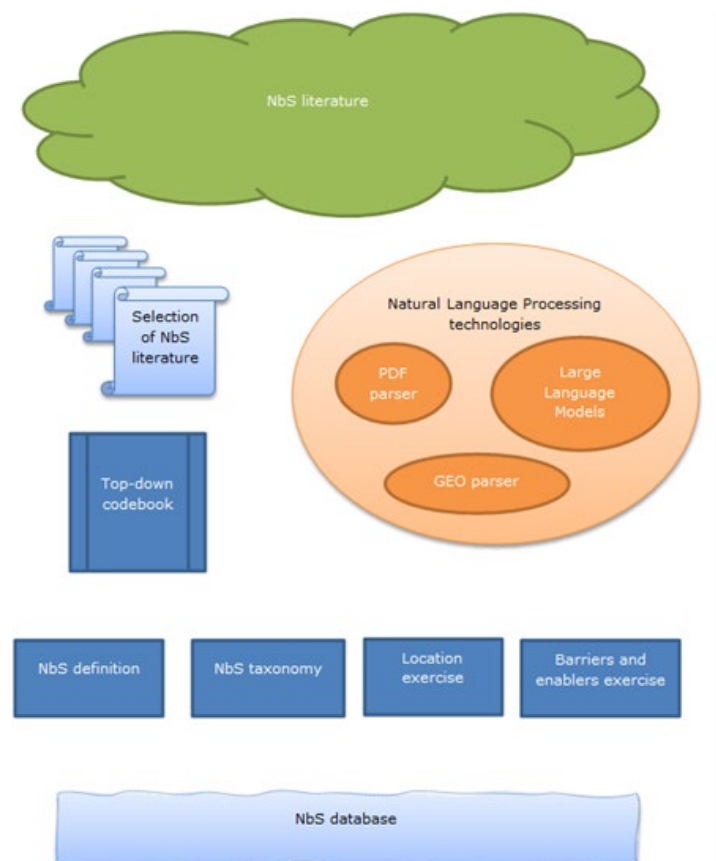 NbS literature
Selection
of NbS
literature
Natural Language Processing
technologies
PDF
parser
Large
Language
Models
GEO parser
Top-down
codebook
NbS definition
NbS taxonomy
Location
exercise
Barriers and
enablers exercise
NbS database